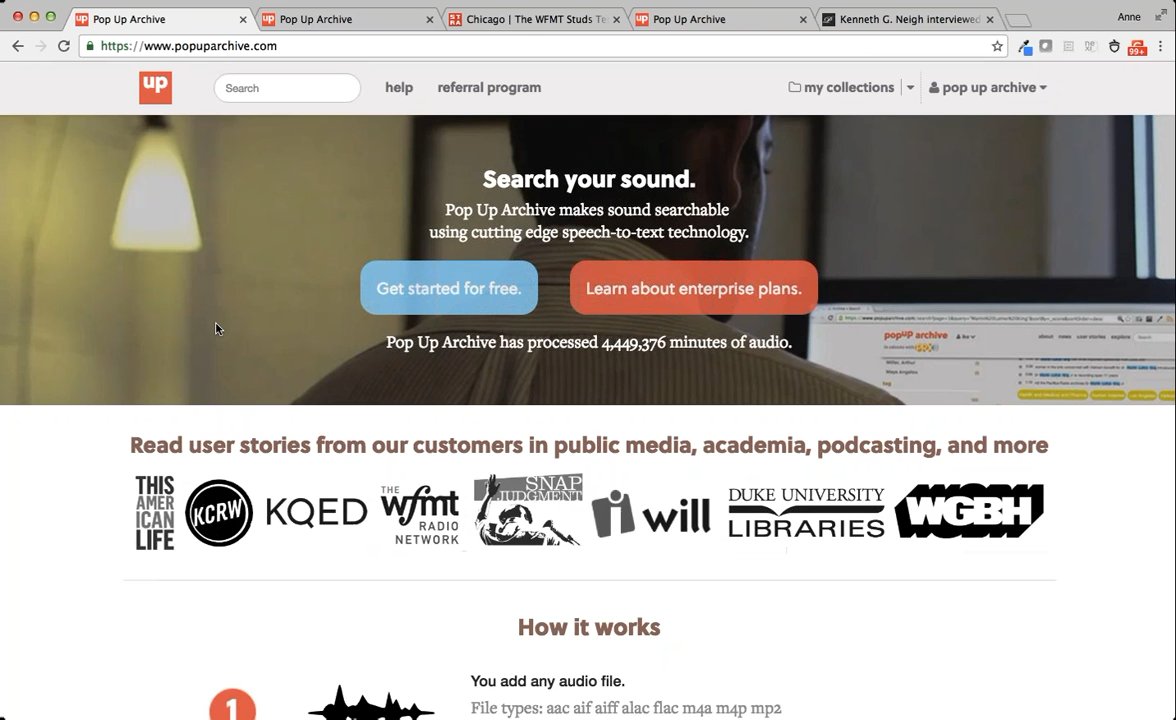 Pop Up Archive
Pop Up Archive
Chicago | The WFMT Studs Te
Pop Up Archive
Kenneth G. Neigh interviewed
Anne
https://www.popuparchive.com
99+
up
Search
help
referral program
my collections
pop up archive
Search your sound.
Pop Up Archive makes sound searchable
using cutting edge speech-to-text technology.
Get started for free.
Learn about enterprise plans.
Pop Up Archive has processed 4,449,376 minutes of audio.
popup archive
Read user stories from our customers in public media, academia, podcasting, and more
THIS
AMER
ICAN
LIFE
KCRW
KQED
THE
wfmt
RADIO
NETWORK
SNAP
JUDGMENT
i will
DUKE UNIVERSITY
LIBRARIES
WGBH
How it works
1
You add any audio file.
File types: aac aif aiff alac flac m4a m4p mp2